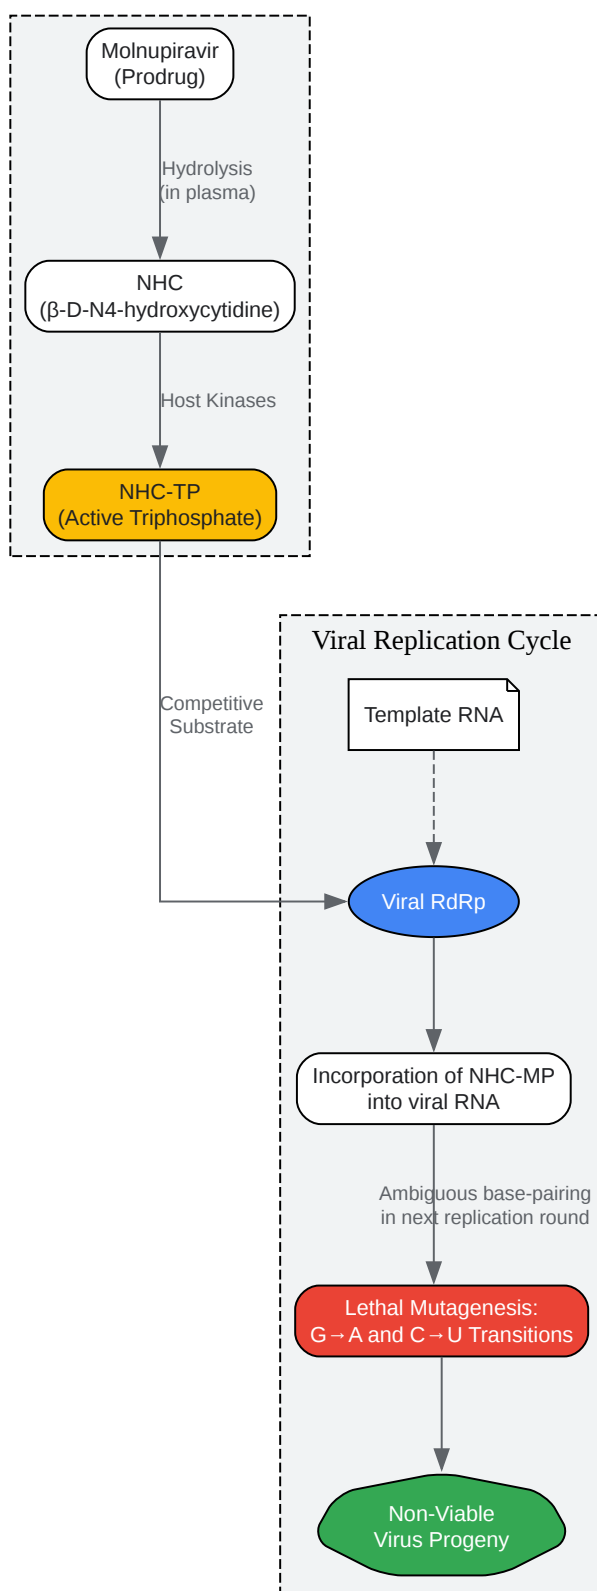 Molnupiravir
(Prodrug)
Hydrolysis
(in plasma)
NHC
(β-D-N4-hydroxycytidine)
Host Kinases
NHC-TP
(Active Triphosphate)
Competitive
Substrate
Viral Replication Cycle
Template RNA
Viral RdRp
Incorporation of NHC-MP
into viral RNA
Ambiguous base-pairing
in next replication round
Lethal Mutagenesis:
G→A and C→U Transitions
Non-Viable
Virus Progeny